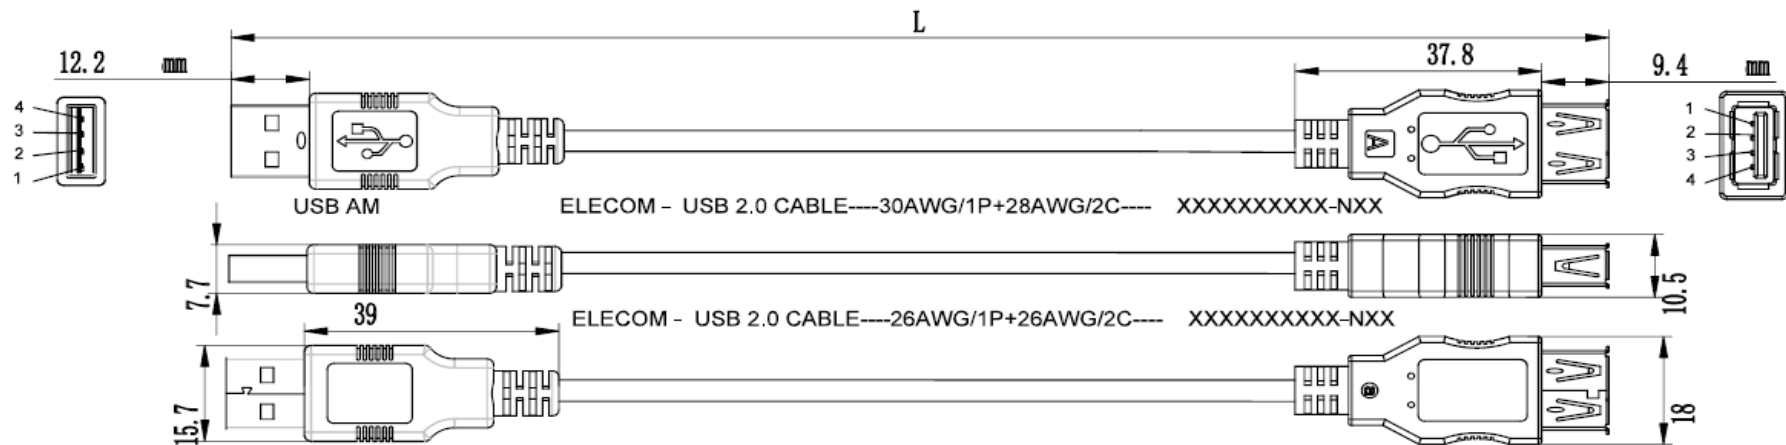 L
12.2 mm
37.8
9.4 mm
4
3
2
1
1
2
3
4
A
USB AM
ELECOM - USB 2.0 CABLE----30AWG/1P+28AWG/2C---- XXXXXXXXXX-NXX
7.7
10.5
39
ELECOM - USB 2.0 CABLE----26AWG/1P+26AWG/2C---- XXXXXXXXXX-NXX
15.7
18